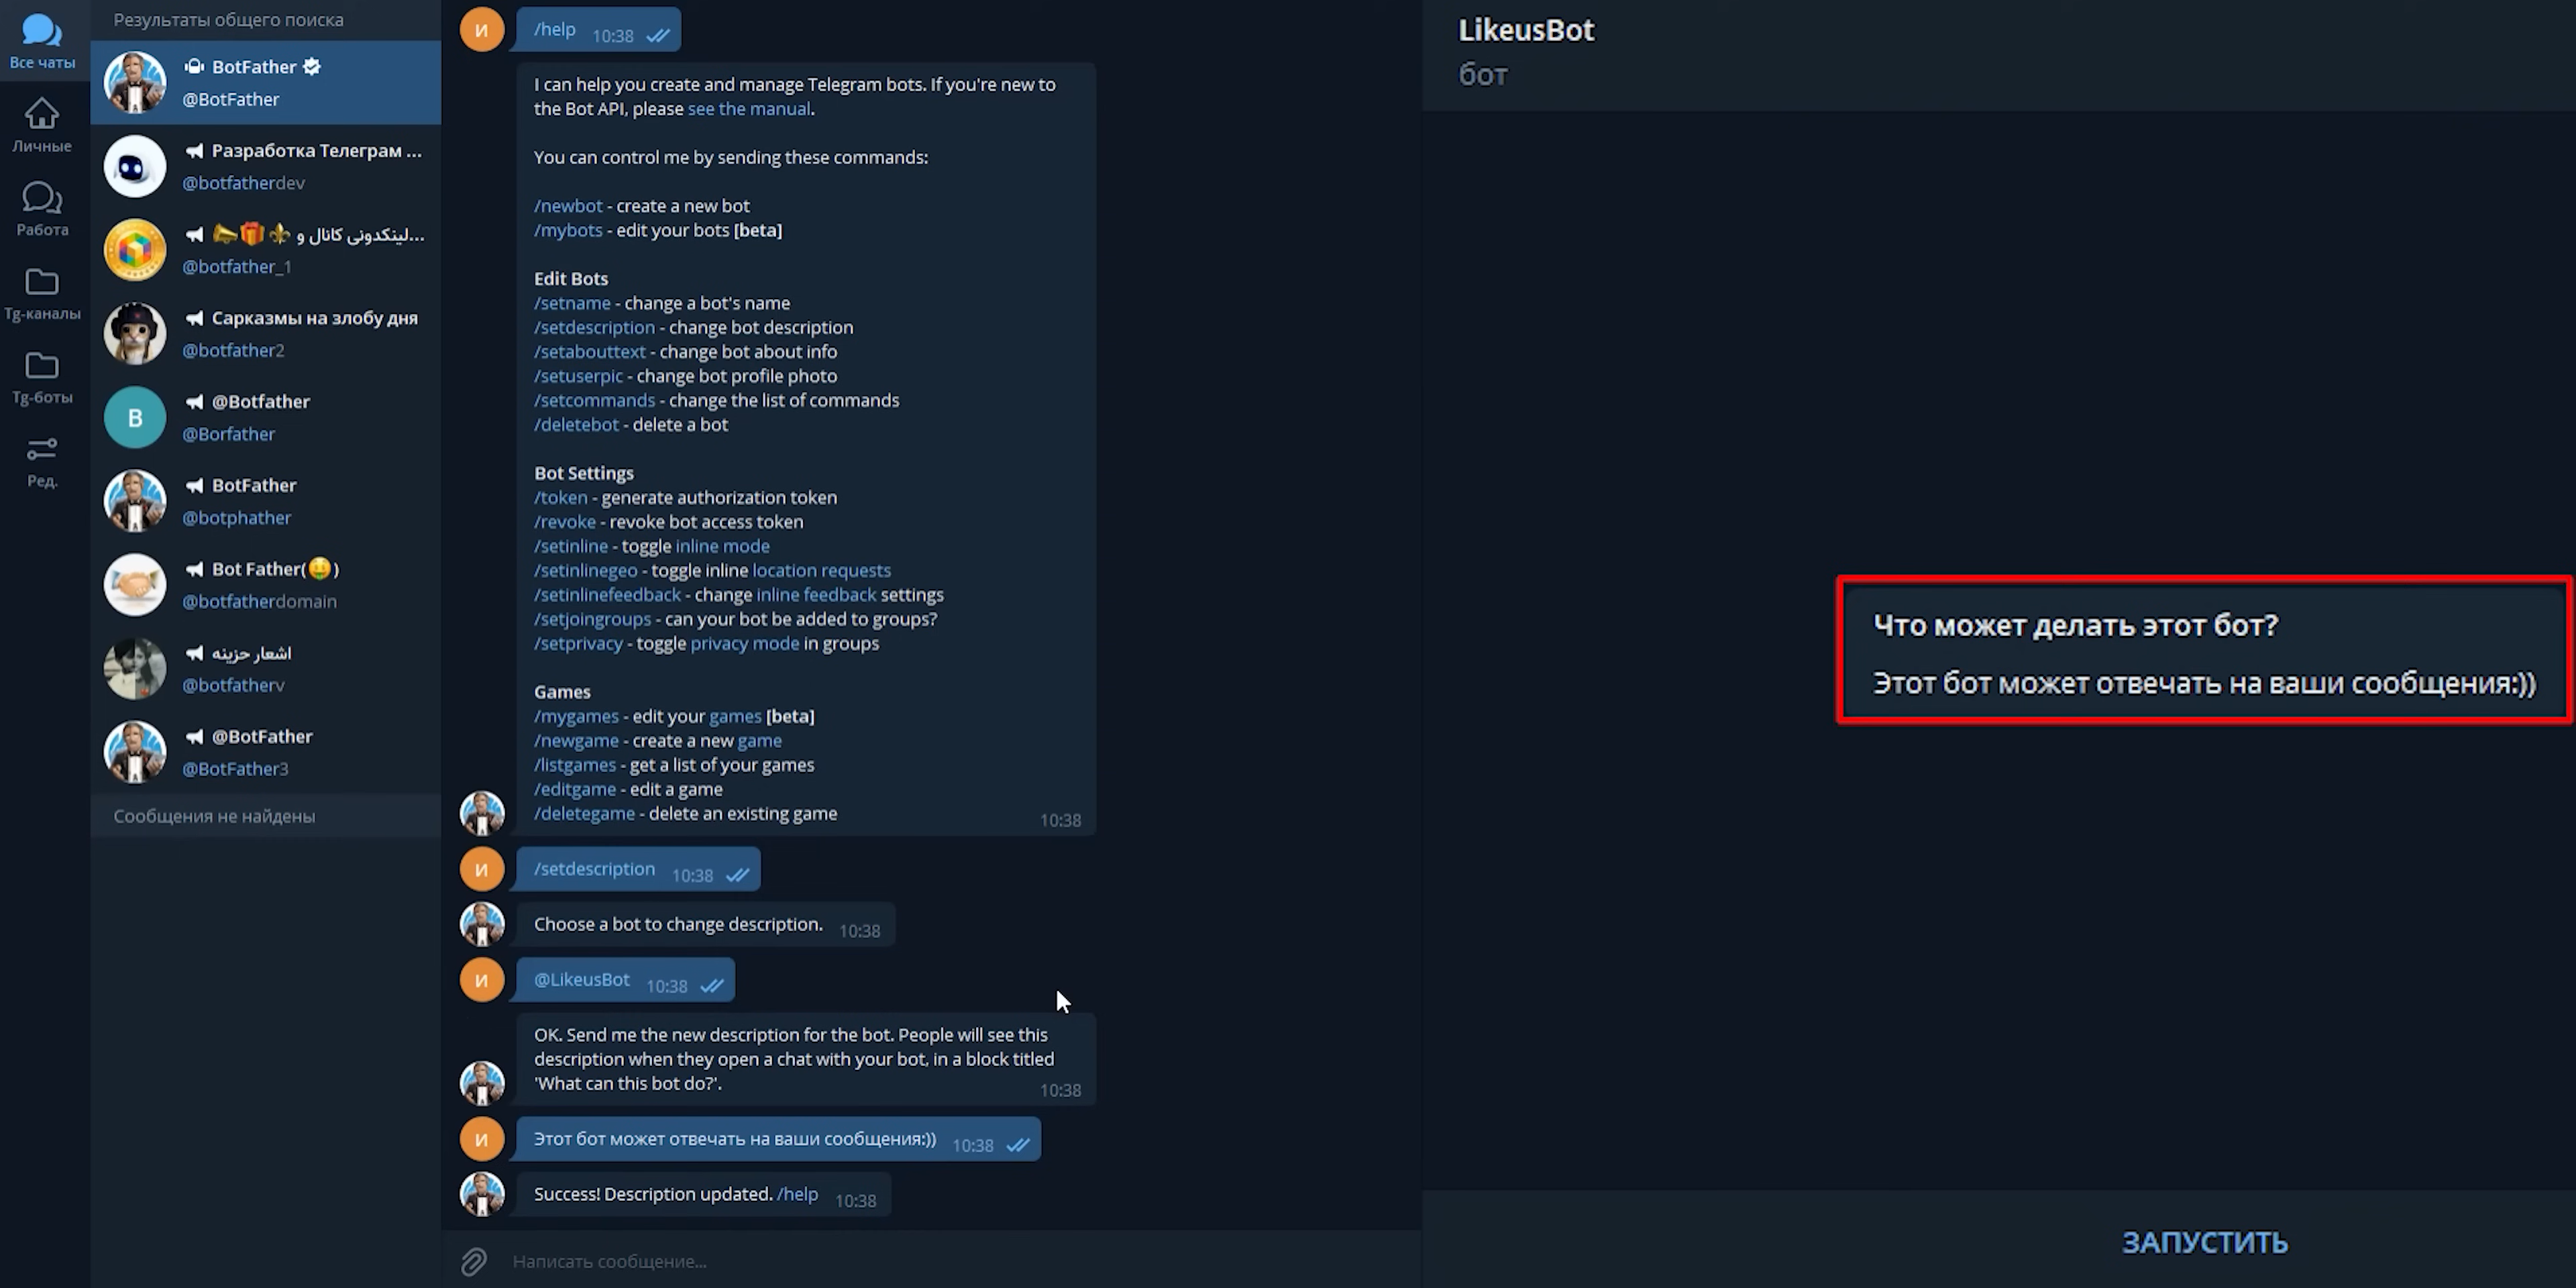 Все чаты
Личные
Работа
Tg-каналы
Tg-боты
Ред.
Результаты общего поиска
BotFather
@BotFather
Разработка Телеграм ...
@botfatherdev
لینکدونی کانال و...
@botfather_1
Сарказмы на злобу дня
@botfather2
B
@Botfather
@Borfather
BotFather
@botphather
Bot Father(🤑)
@botfatherdomain
اشعار حزینه
@botfatherv
@BotFather
@BotFather3
Сообщения не найдены
И
/help 10:38
I can help you create and manage Telegram bots. If you're new to
the Bot API, please see the manual.
You can control me by sending these commands:
/newbot - create a new bot
/mybots - edit your bots [beta]
Edit Bots
/setname - change a bot's name
/setdescription - change bot description
/setabouttext - change bot about info
/setuserpic - change bot profile photo
/setcommands - change the list of commands
/deletebot - delete a bot
Bot Settings
/token - generate authorization token
/revoke - revoke bot access token
/setinline - toggle inline mode
/setinlinegeo - toggle inline location requests
/setinlinefeedback - change inline feedback settings
/setjoingroups - can your bot be added to groups?
/setprivacy - toggle privacy mode in groups
Games
/mygames - edit your games [beta]
/newgame - create a new game
/listgames - get a list of your games
/editgame - edit a game
/deletegame - delete an existing game
10:38
И
/setdescription 10:38
Choose a bot to change description. 10:38
И
@LikeusBot 10:38
OK. Send me the new description for the bot. People will see this
description when they open a chat with your bot, in a block titled
'What can this bot do?'.
10:38
И
Этот бот может отвечать на ваши сообщения:)) 10:38
Success! Description updated. /help 10:38
Написать сообщение...
LikeusBot
бот
Что может делать этот бот?
Этот бот может отвечать на ваши сообщения:))
ЗАПУСТИТЬ